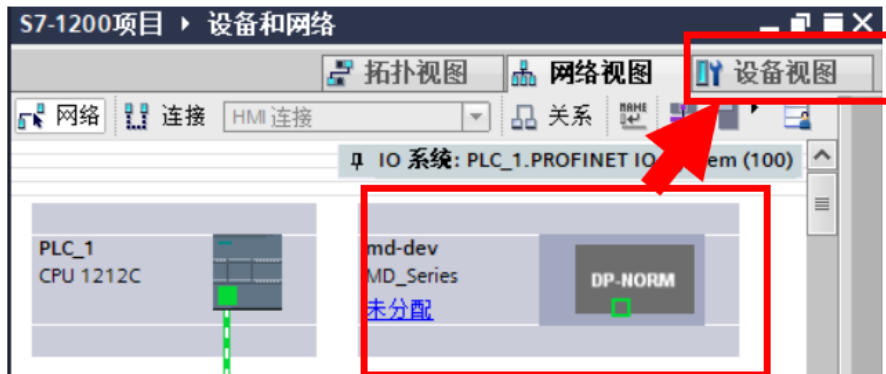 S7-1200项目 ▸ 设备和网络
拓扑视图 网络视图 设备视图
网络 连接 HMI 连接 关系
IO 系统: PLC_1.PROFINET IO em (100)
PLC_1
CPU 1212C
md-dev
MD_Series
未分配
DP-NORM